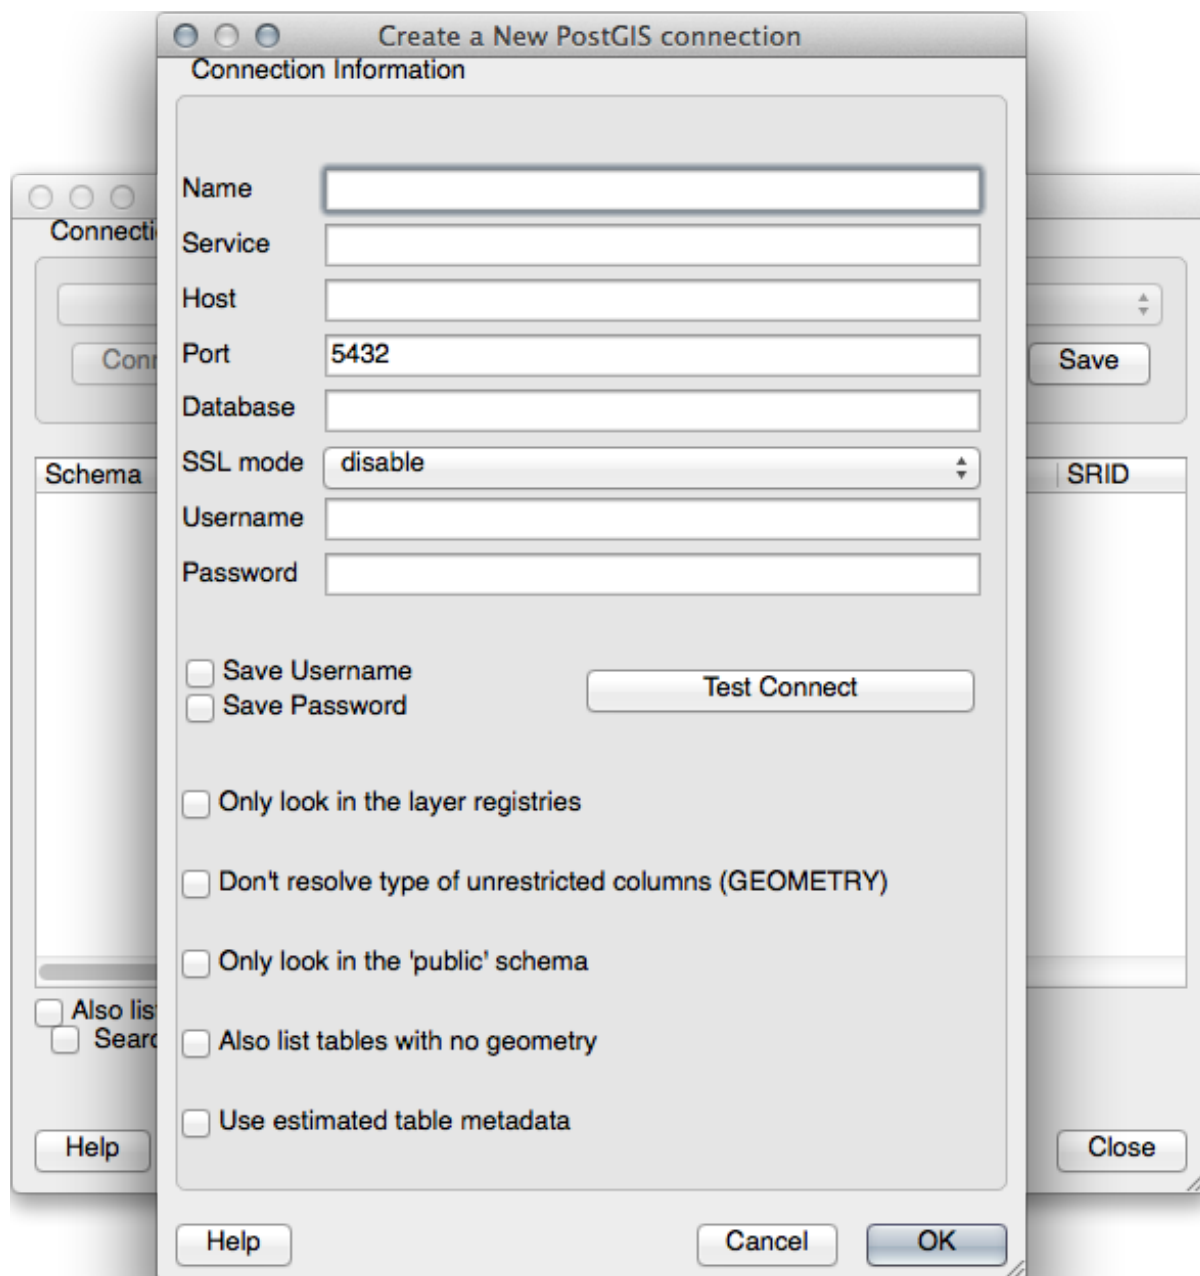 Create a New PostGIS connection
Connection Information
Name
Service
Host
Port 5432
Database
SSL mode disable
Username
Password
Save Username
Save Password
Test Connect
Only look in the layer registries
Don't resolve type of unrestricted columns (GEOMETRY)
Only look in the 'public' schema
Also list tables with no geometry
Use estimated table metadata
Help Cancel OK
Save
Schema SRID
Also
Help Close